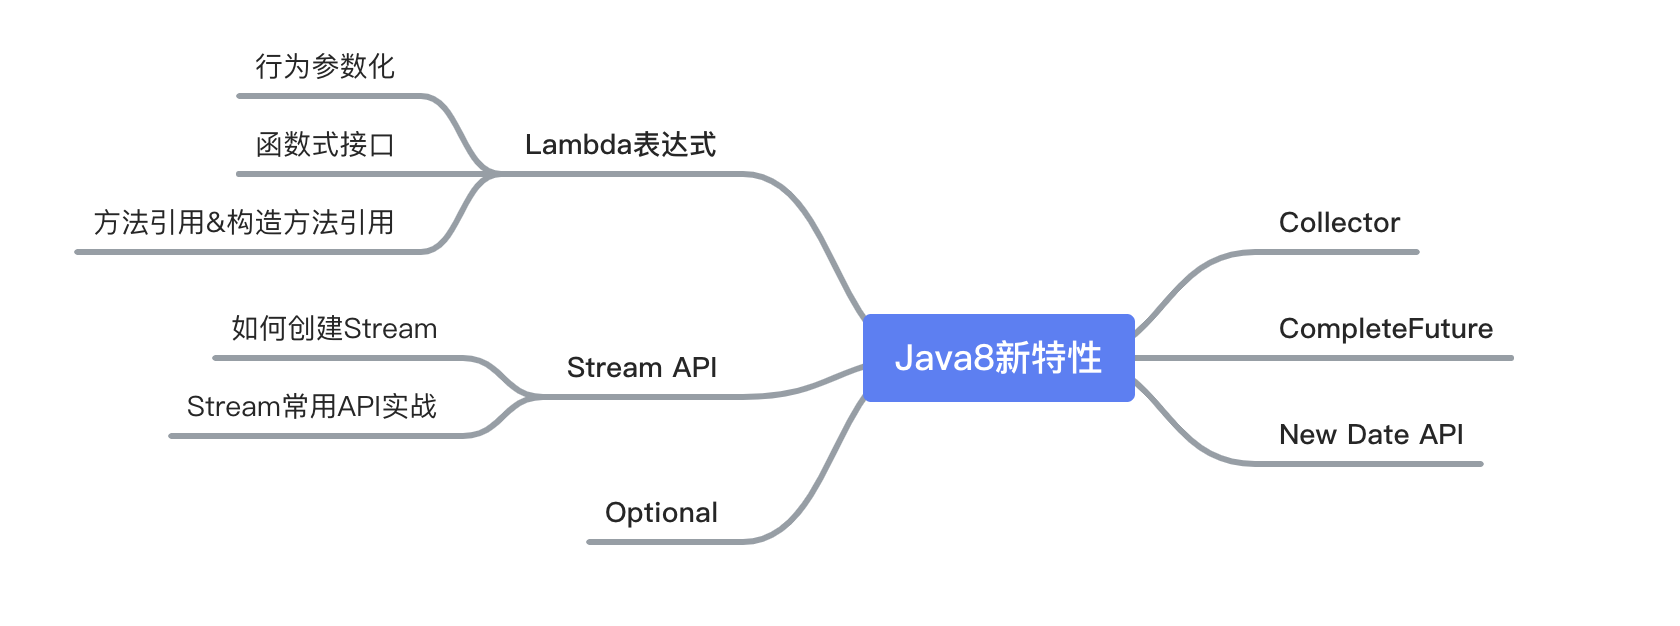 行为参数化
函数式接口
方法引用&构造方法引用
Lambda表达式
如何创建Stream
Stream常用API实战
Stream API
Optional
Java8新特性
Collector
CompleteFuture
New Date API